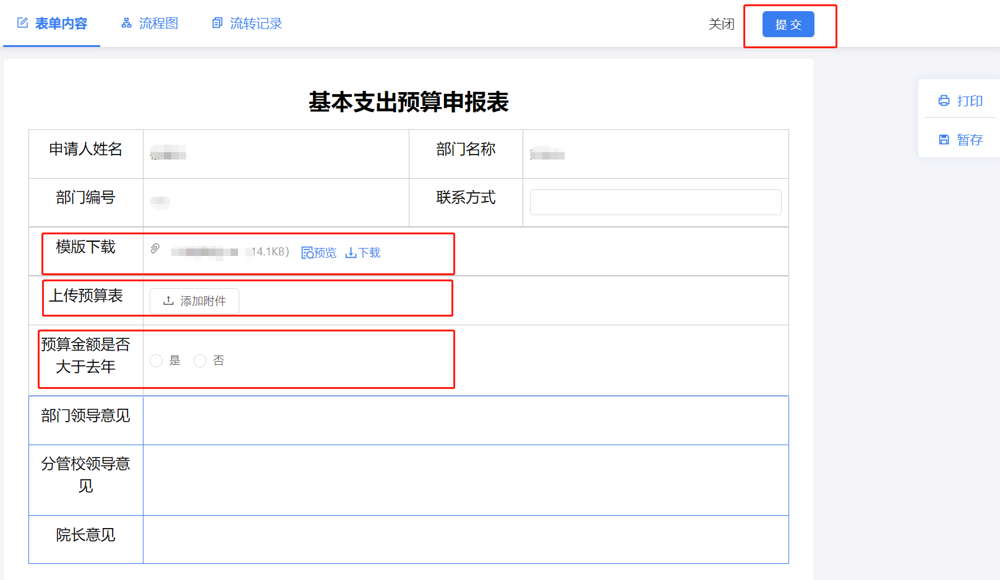 表单内容 流程图 流转记录 关闭 提交
基本支出预算申报表
打印
暂存
申请人姓名 部门名称
部门编号 联系方式
模版下载 14.1KB） 预览 下载
上传预算表 添加附件
预算金额是否
大于去年
是 否
部门领导意见
分管校领导意
见
院长意见